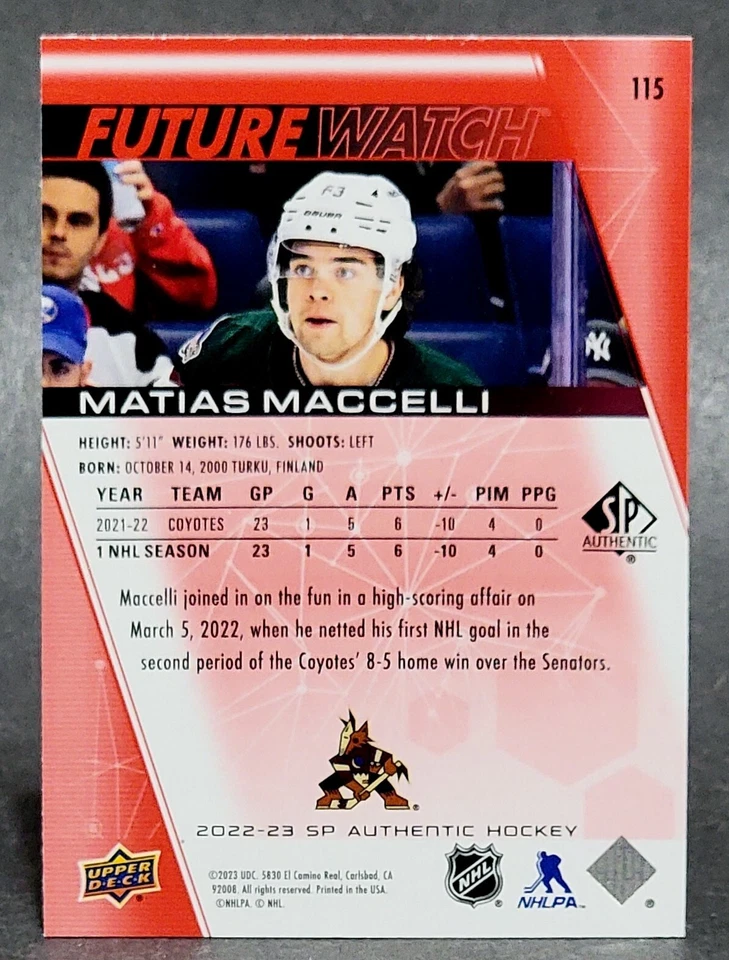 115
FUTURE WATCH
63
BAUER
NY
MATIAS MACCELLI
HEIGHT: 5'11" WEIGHT: 176 LBS. SHOOTS: LEFT
BORN: OCTOBER 14, 2000 TURKU, FINLAND
YEAR TEAM GP G A PTS +/- PIM PPG
2021-22 COYOTES 23 1 5 6 -10 4 0
1 NHL SEASON 23 1 5 6 -10 4 0
SP
AUTHENTIC
®
Maccelli joined in on the fun in a high-scoring affair on
March 5, 2022, when he netted his first NHL goal in the
second period of the Coyotes' 8-5 home win over the Senators.
®
2022-23 SP AUTHENTIC HOCKEY
UPPER
D·E·C·K
®
©2023 UDC. 5830 El Camino Real, Carlsbad, CA
92008. All rights reserved. Printed in the USA.
©NHLPA. © NHL.
NHL
®
NHLPA™
®